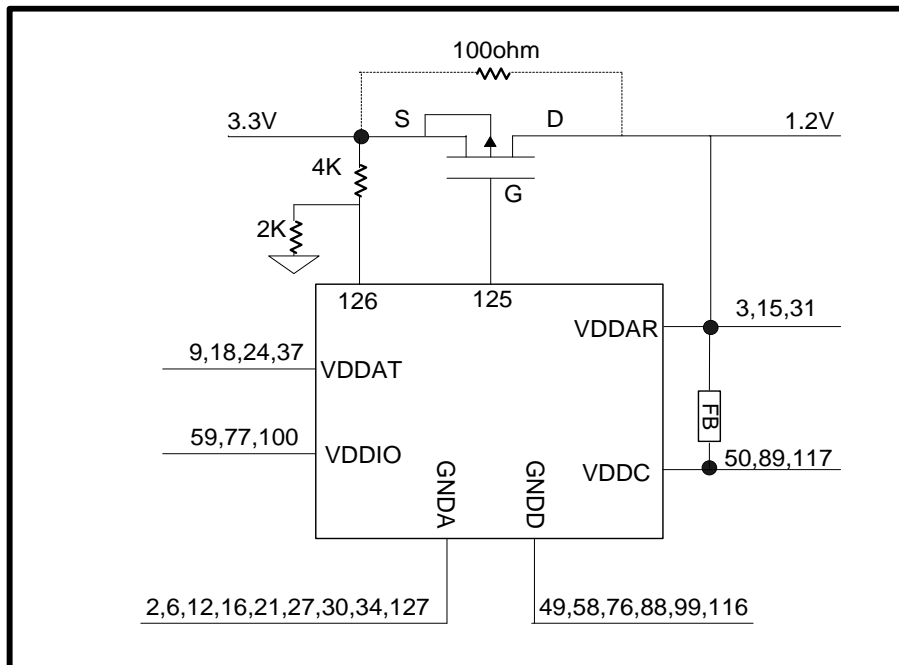 100ohm
3.3V
S
D
1.2V
4K
G
2K
126
125
VDDAR
3,15,31
9,18,24,37
VDDAT
FB
59,77,100
VDDIO
VDDC
50,89,117
GNDA
GNDD
2,6,12,16,21,27,30,34,127
49,58,76,88,99,116